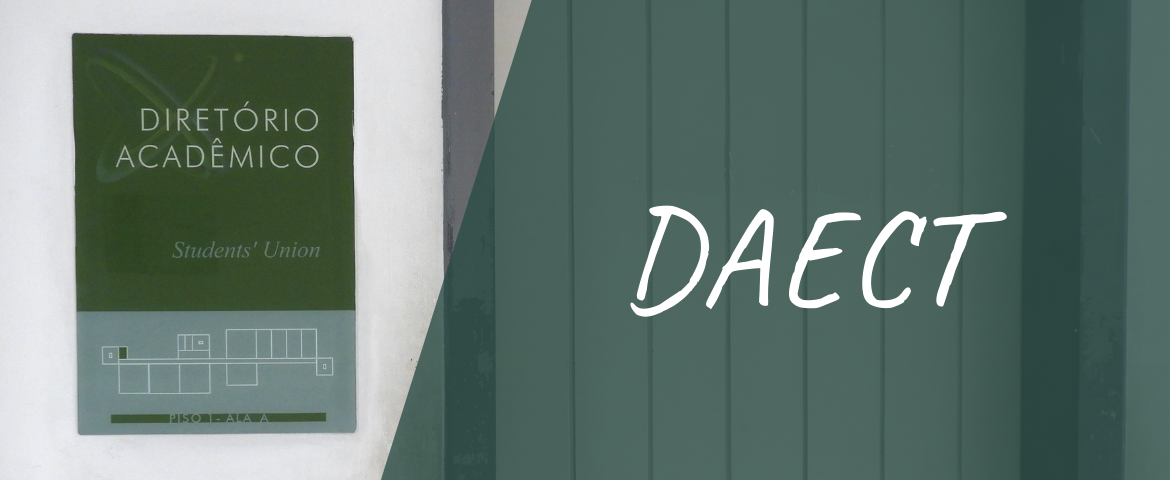 DIRETÓRIO
ACADÊMICO
Students' Union
PISO 1 - ALA A
DAECT